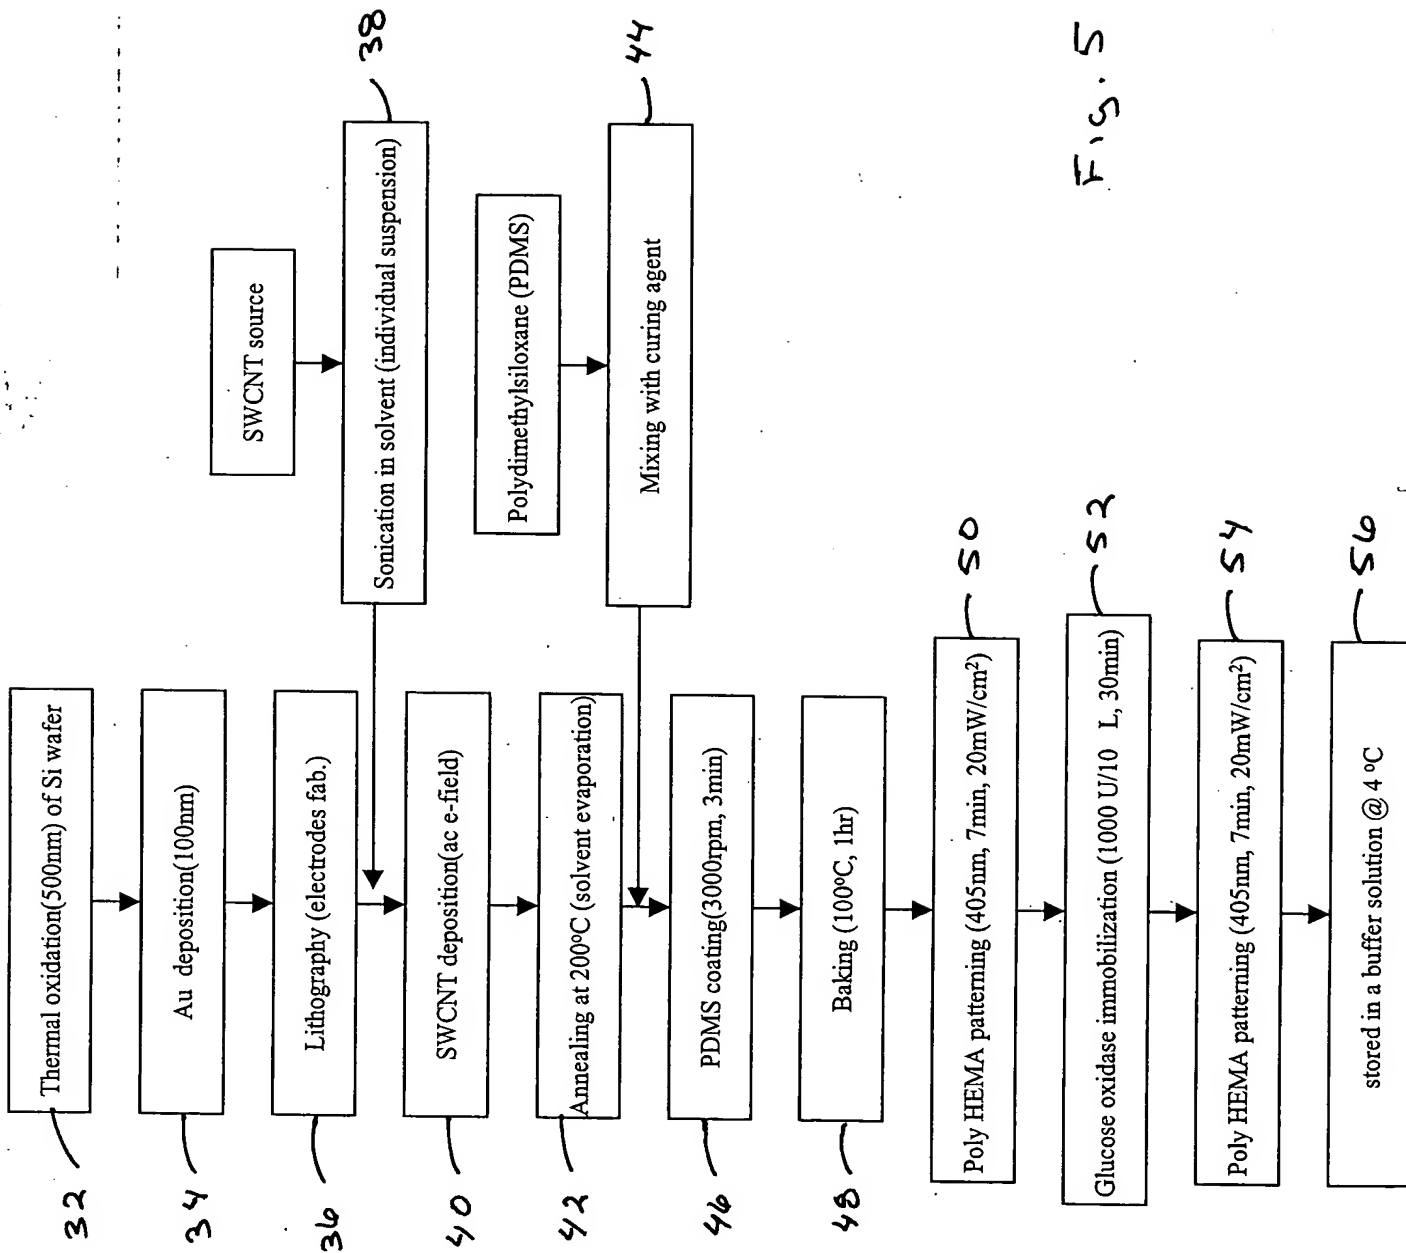 32
Thermal oxidation(500nm) of Si wafer
34
Au deposition(100nm)
36
Lithography (electrodes fab.)
SWCNT source
Sonication in solvent (individual suspension)
38
40
SWCNT deposition(ac e-field)
42
Annealing at 200°C (solvent evaporation)
Polydimethylsiloxane (PDMS)
Mixing with curing agent
44
46
PDMS coating(3000rpm, 3min)
48
Baking (100°C, 1hr)
Poly HEMA patterning (405nm, 7min, 20mW/cm²)
50
Glucose oxidase immobilization (1000 U/10 L, 30min)
52
Poly HEMA patterning (405nm, 7min, 20mW/cm²)
54
stored in a buffer solution @ 4 °C
56
Fig. 5